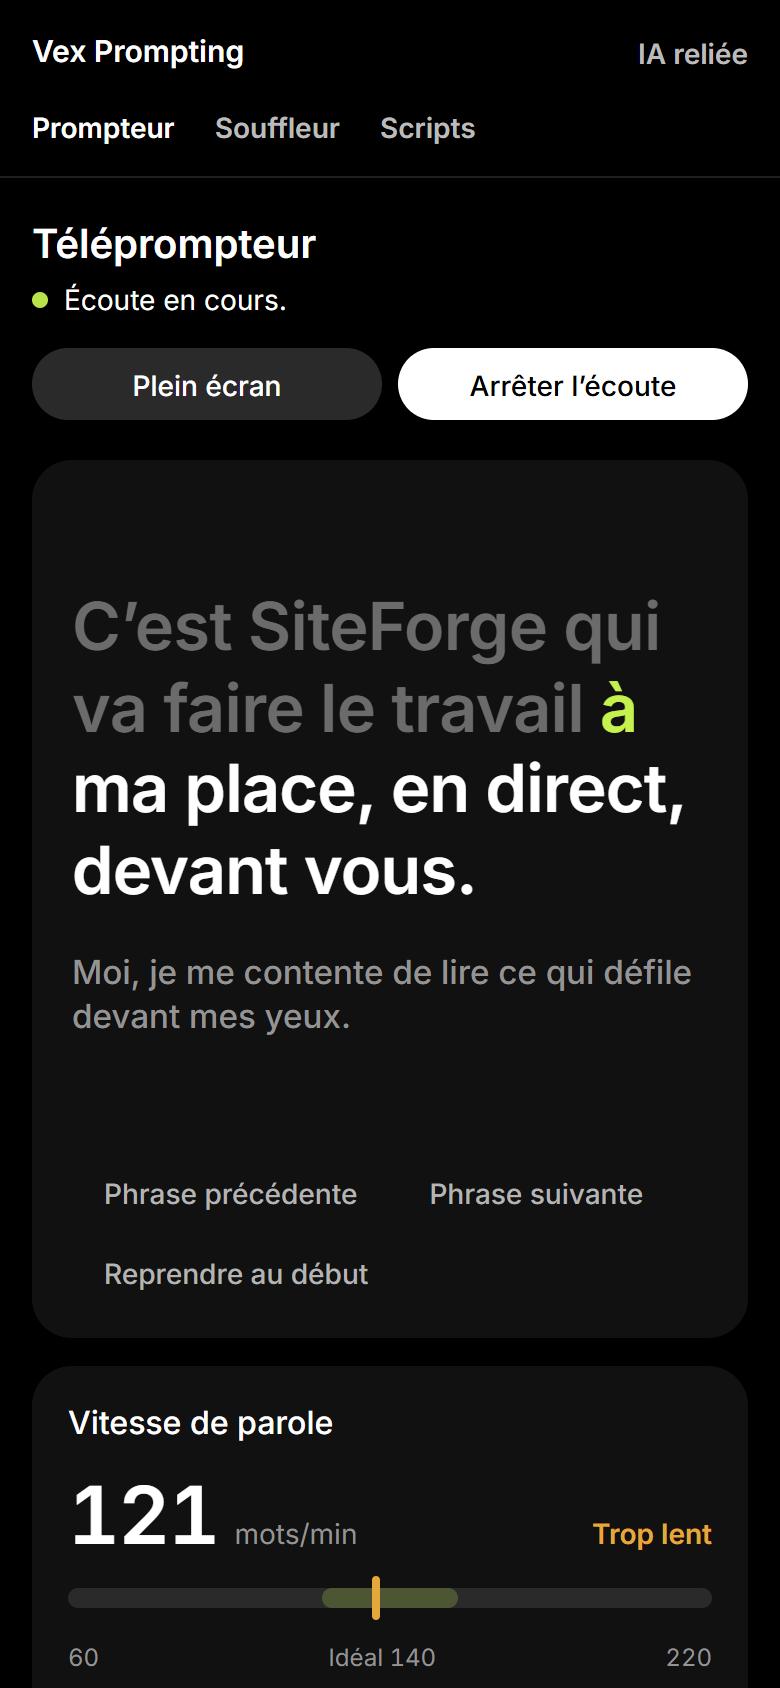 Vex Prompting
IA reliée
Prompteur Souffleur Scripts
Téléprompteur
Écoute en cours.
Plein écran
Arrêter l’écoute
C’est SiteForge qui
va faire le travail à
ma place, en direct,
devant vous.
Moi, je me contente de lire ce qui défile
devant mes yeux.
Phrase précédente
Phrase suivante
Reprendre au début
Vitesse de parole
121 mots/min
Trop lent
60
Idéal 140
220